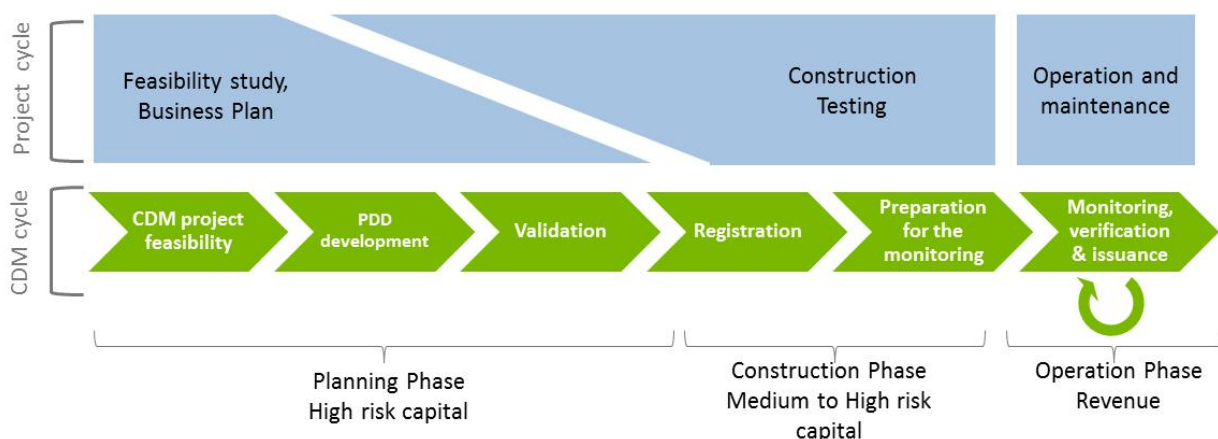 Project cycle
Feasibility study,
Business Plan
Construction
Testing
Operation and
maintenance
CDM cycle
CDM project
feasibility
PDD
development
Validation
Registration
Preparation
for the
monitoring
Monitoring,
verification
& issuance
Planning Phase
High risk capital
Construction Phase
Medium to High risk
capital
Operation Phase
Revenue